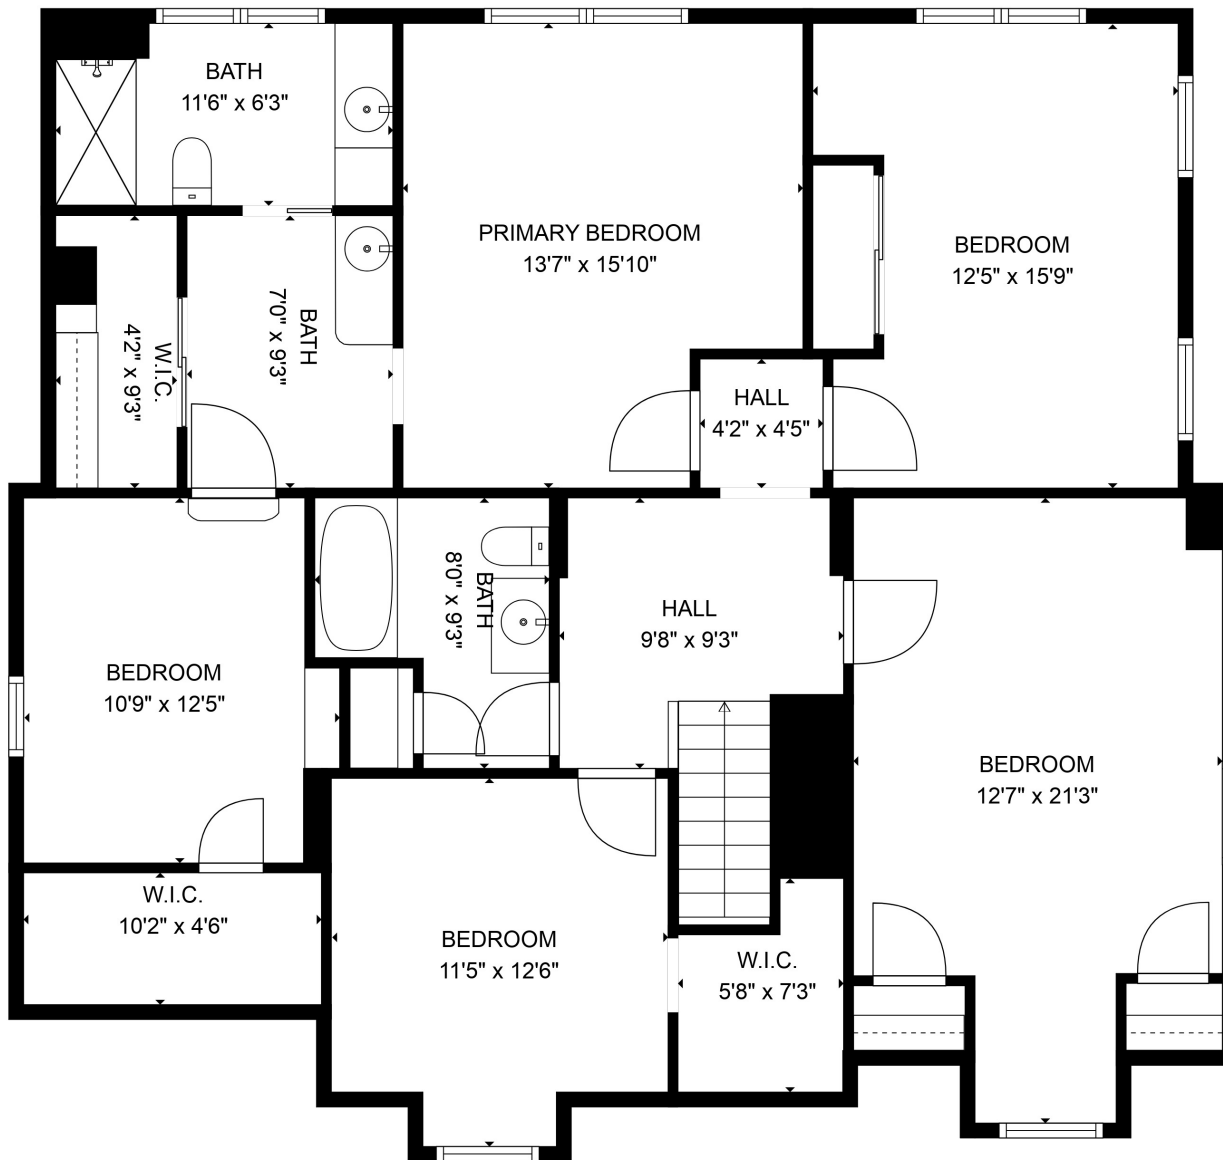 BATH
11'6" x 6'3"
PRIMARY BEDROOM
13'7" x 15'10"
BEDROOM
12'5" x 15'9"
W.I.C.
4'2" x 9'3"
BATH
7'0" x 9'3"
HALL
4'2" x 4'5"
BEDROOM
10'9" x 12'5"
BATH
8'0" x 9'3"
HALL
9'8" x 9'3"
BEDROOM
12'7" x 21'3"
W.I.C.
10'2" x 4'6"
BEDROOM
11'5" x 12'6"
W.I.C.
5'8" x 7'3"